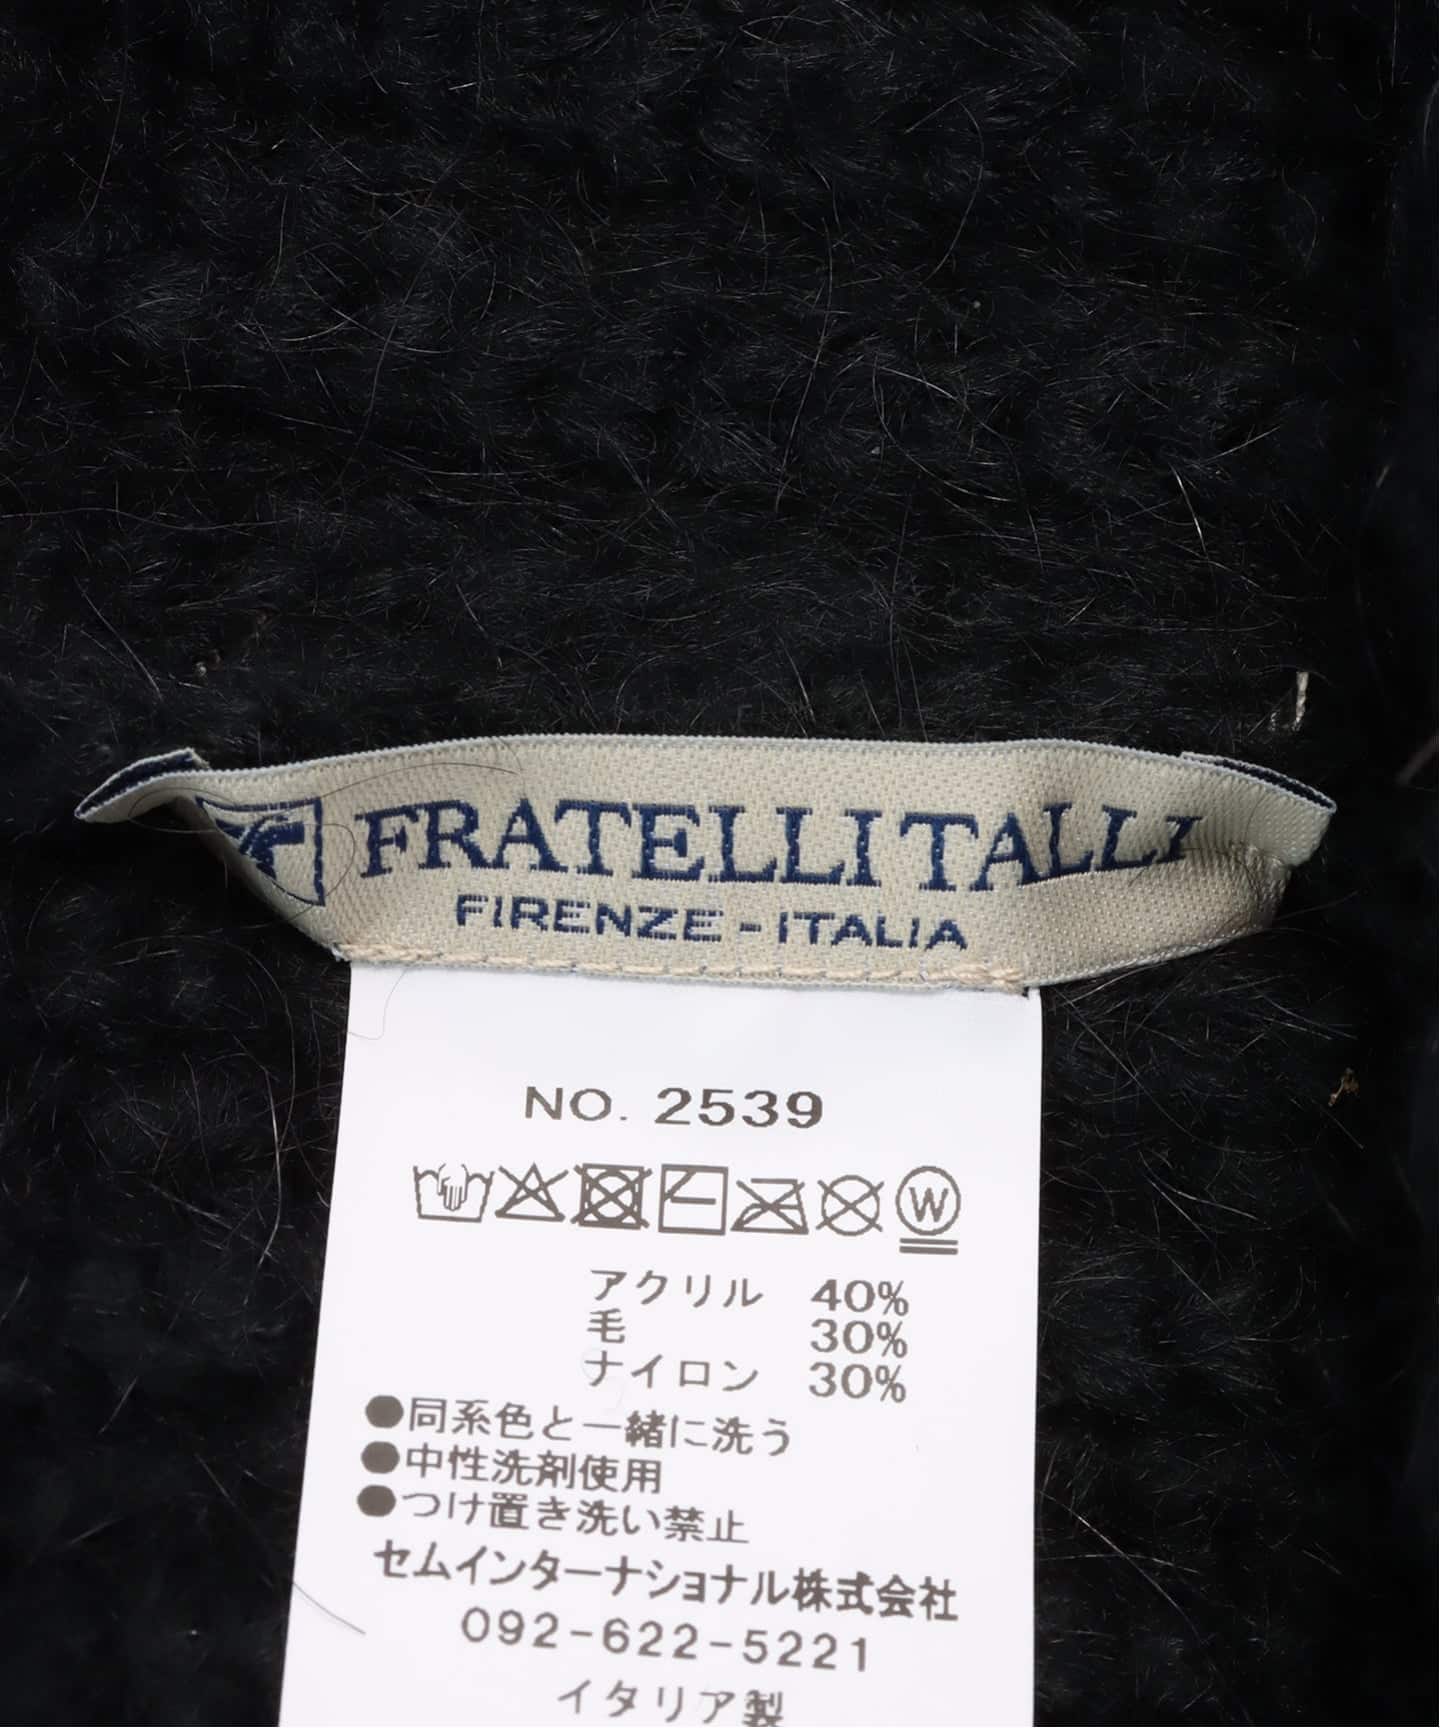 FRATELLI TALLI
FIRENZE - ITALIA
NO. 2539
W
アクリル 40%
毛 30%
ナイロン 30%
●同系色と一緒に洗う
●中性洗剤使用
●つけ置き洗い禁止
セムインターナショナル株式会社
092-622-5221
イタリア製